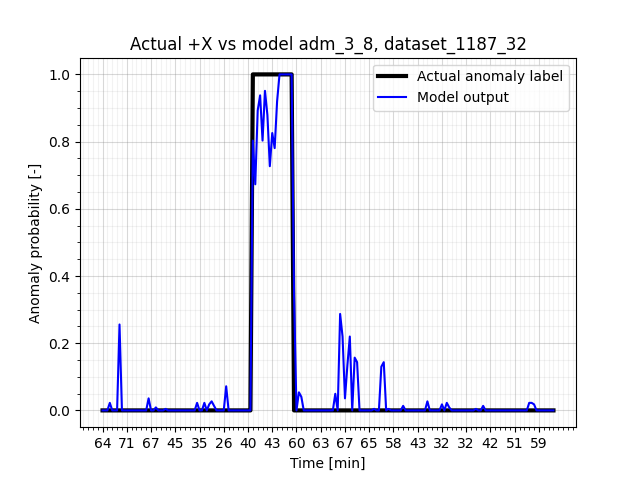 Actual +X vs model adm_3_8, dataset_1187_32
Actual anomaly label
Model output
Anomaly probability [-]
1.0
0.8
0.6
0.4
0.2
0.0
64 71 67 45 35 26 40 43 60 63 67 65 58 43 32 32 42 51 59
Time [min]